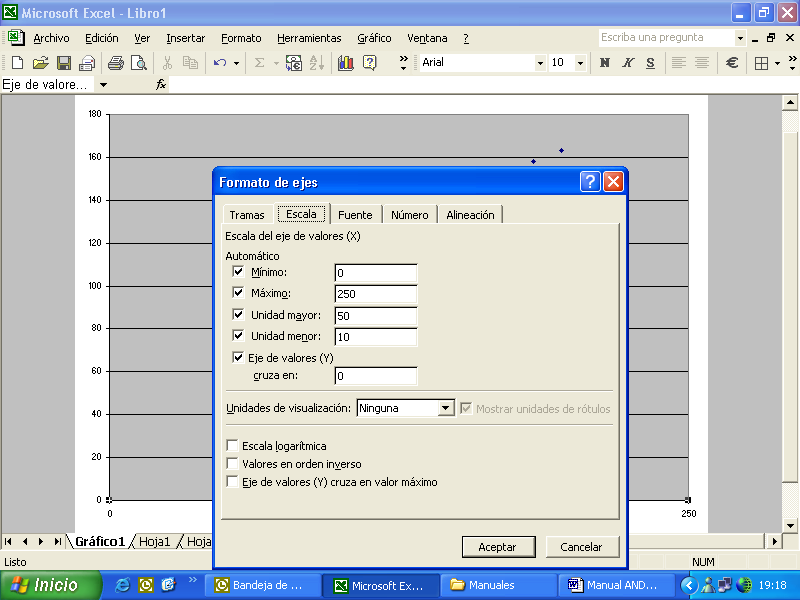 Microsoft Excel - Libro1
Archivo Edición Ver Insertar Formato Herramientas Gráfico Ventana ?
Escriba una pregunta
Arial 10 N K S €
Eje de valore... fx
180
160
140
120
100
80
60
40
20
0
0 250
Formato de ejes
Tramas Escala Fuente Número Alineación
Escala del eje de valores (X)
Automático
Mínimo: 0
Máximo: 250
Unidad mayor: 50
Unidad menor: 10
Eje de valores (Y)
cruza en: 0
Unidades de visualización: Ninguna Mostrar unidades de rótulos
Escala logarítmica
Valores en orden inverso
Eje de valores (Y) cruza en valor máximo
Aceptar Cancelar
Gráfico1 Hoja1 Hoja
Listo NUM
Inicio Bandeja de ... Microsoft Ex... Manuales Manual AND... 19:18